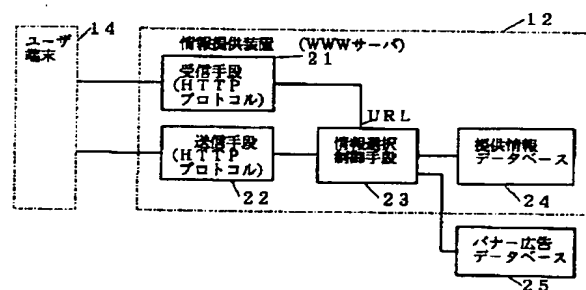 ユーザ
端末
14
12
情報提供装置 (WWWサーバ)
21
受信手段
(HTTP
プロトコル)
URL
送信手段
(HTTP
プロトコル)
22
情報選択
制御手段
23
提供情報
データベース
24
バナー広告
データベース
25